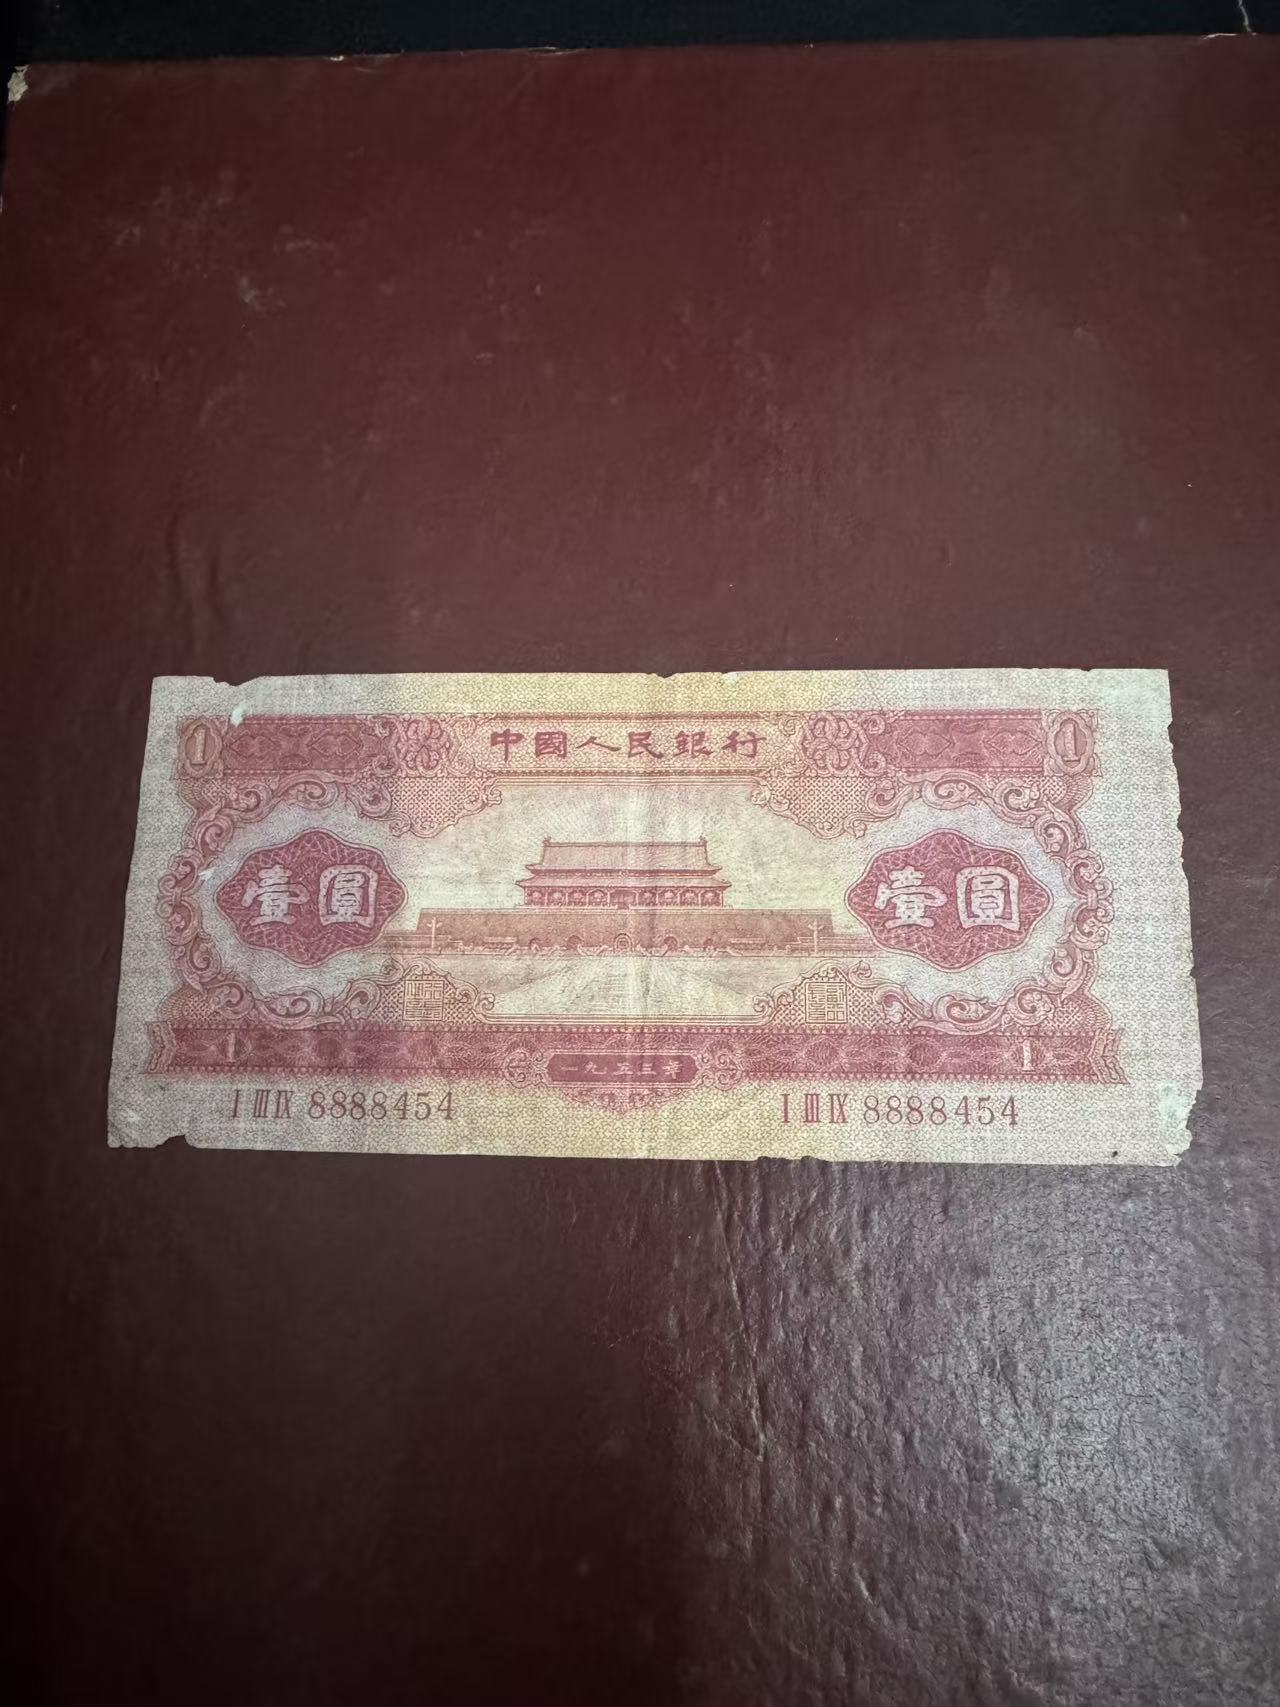 1 中國人民銀行 1
壹圓 壹圓
1 1
一九五三年
I III IX 8888454 I III IX 8888454